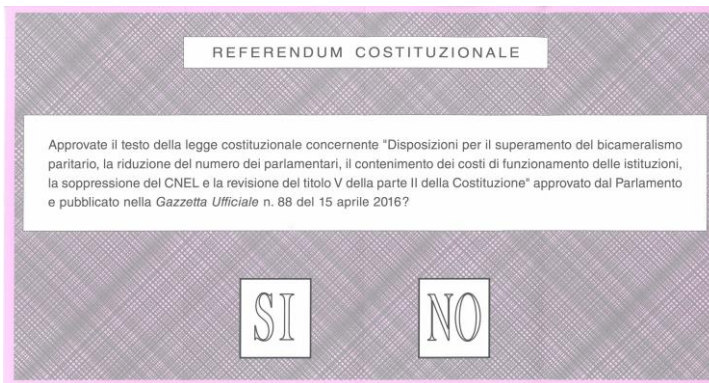 REFERENDUM COSTITUZIONALE
Approvate il testo della legge costituzionale concernente "Disposizioni per il superamento del bicameralismo
paritario, la riduzione del numero dei parlamentari, il contenimento dei costi di funzionamento delle istituzioni,
la soppressione del CNEL e la revisione del titolo V della parte II della Costituzione" approvato dal Parlamento
e pubblicato nella Gazzetta Ufficiale n. 88 del 15 aprile 2016?
SI NO